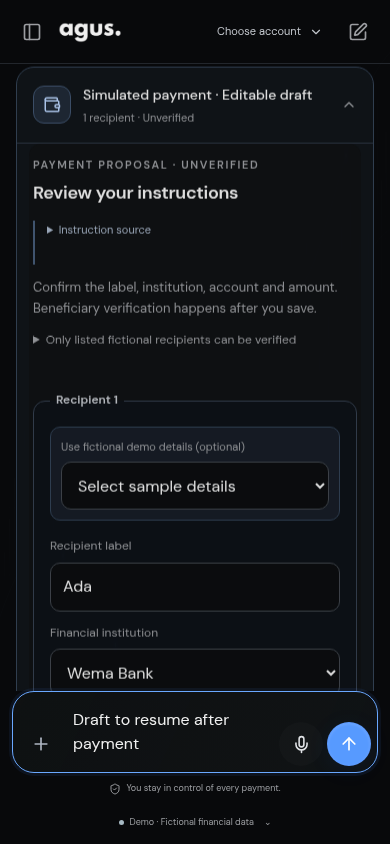 agus.
Choose account
Simulated payment · Editable draft
1 recipient · Unverified
PAYMENT PROPOSAL · UNVERIFIED
Review your instructions
Instruction source
Confirm the label, institution, account and amount.
Beneficiary verification happens after you save.
Only listed fictional recipients can be verified
Recipient 1
Use fictional demo details (optional)
Select sample details
Recipient label
Ada
Financial institution
Wema Bank
Draft to resume after
payment
You stay in control of every payment.
Demo · Fictional financial data